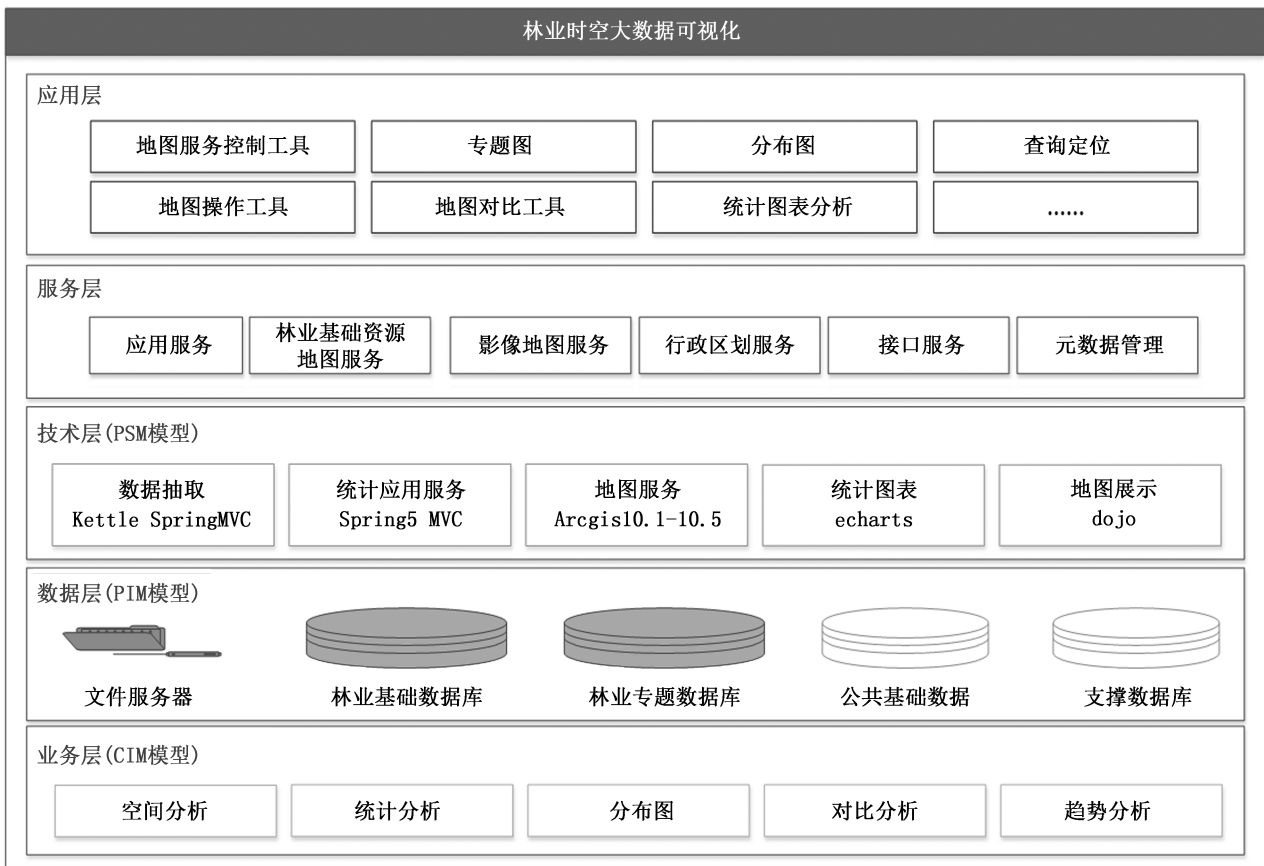 林业时空大数据可视化
应用层
地图服务控制工具
专题图
分布图
查询定位
地图操作工具
地图对比工具
统计图表分析
......
服务层
应用服务
林业基础资源
地图服务
影像地图服务
行政区划服务
接口服务
元数据管理
技术层(PSM模型)
数据抽取
Kettle SpringMVC
统计应用服务
Spring5 MVC
地图服务
Arcgis10.1-10.5
统计图表
echarts
地图展示
dojo
数据层(PIM模型)
文件服务器
林业基础数据库
林业专题数据库
公共基础数据
支撑数据库
业务层(CIM模型)
空间分析
统计分析
分布图
对比分析
趋势分析